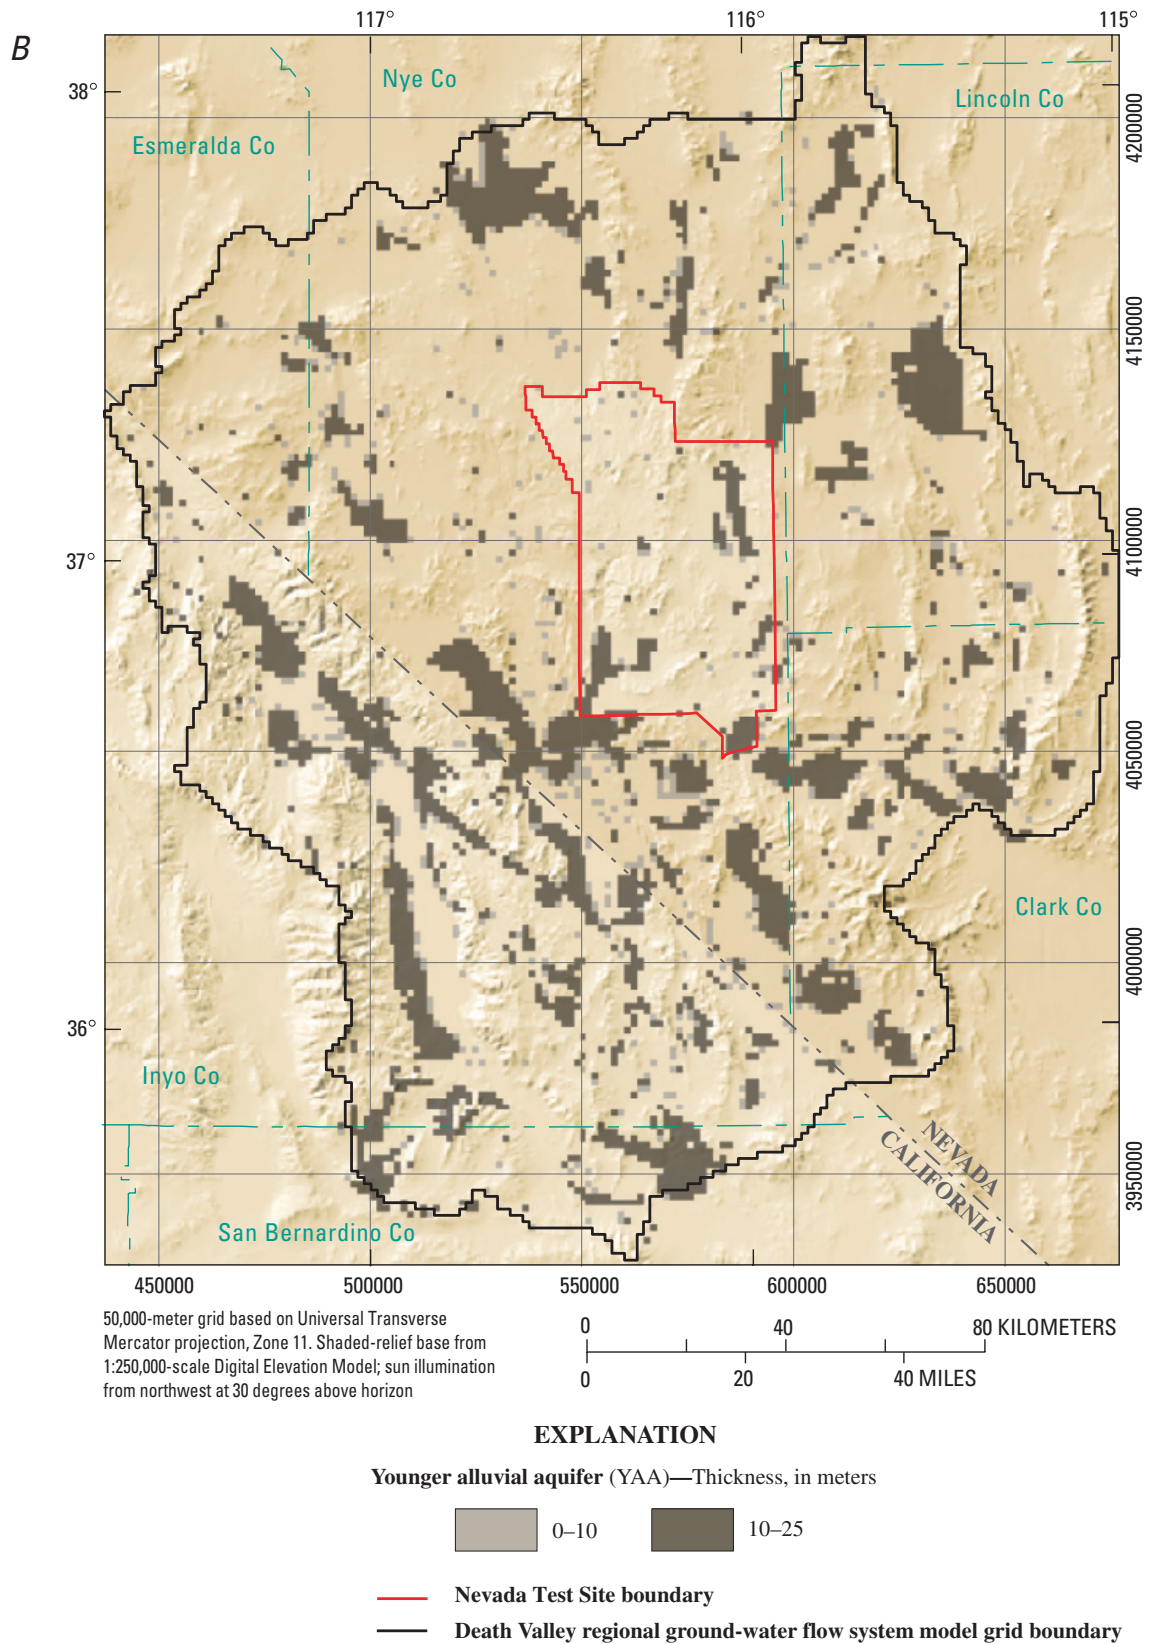 B
117°
116°
115°
38°
37°
36°
Nye Co
Lincoln Co
Esmeralda Co
Clark Co
Inyo Co
San Bernardino Co
NEVADA
CALIFORNIA
4200000
4150000
4100000
4050000
4000000
3950000
450000
500000
550000
600000
650000
50,000-meter grid based on Universal Transverse
Mercator projection, Zone 11. Shaded-relief base from
1:250,000-scale Digital Elevation Model; sun illumination
from northwest at 30 degrees above horizon
0 40 80 KILOMETERS
0 20 40 MILES
EXPLANATION
Younger alluvial aquifer (YAA)—Thickness, in meters
0–10 10–25
Nevada Test Site boundary
Death Valley regional ground-water flow system model grid boundary